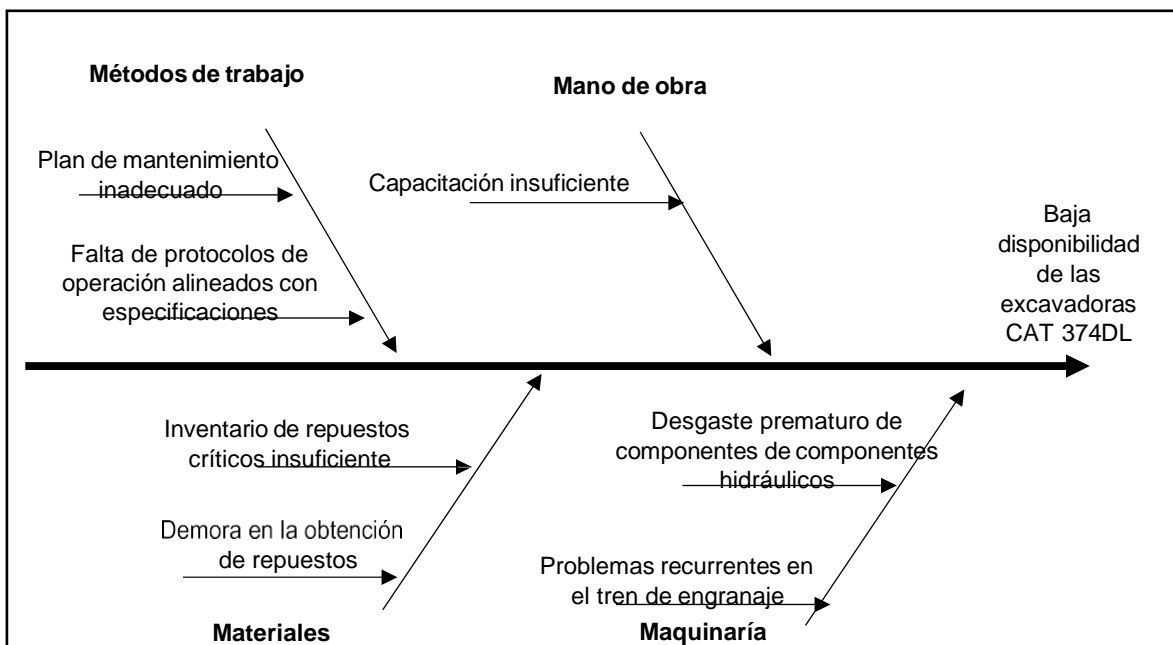 Métodos de trabajo
Mano de obra
Plan de mantenimiento
inadecuado
Capacitación insuficiente
Falta de protocolos de
operación alineados con
especificaciones
Baja
disponibilidad
de las
excavadoras
CAT 374DL
Inventario de repuestos
críticos insuficiente
Desgaste prematuro de
componentes de componentes
hidráulicos
Demora en la obtención
de repuestos
Problemas recurrentes en
el tren de engranaje
Materiales
Maquinaría